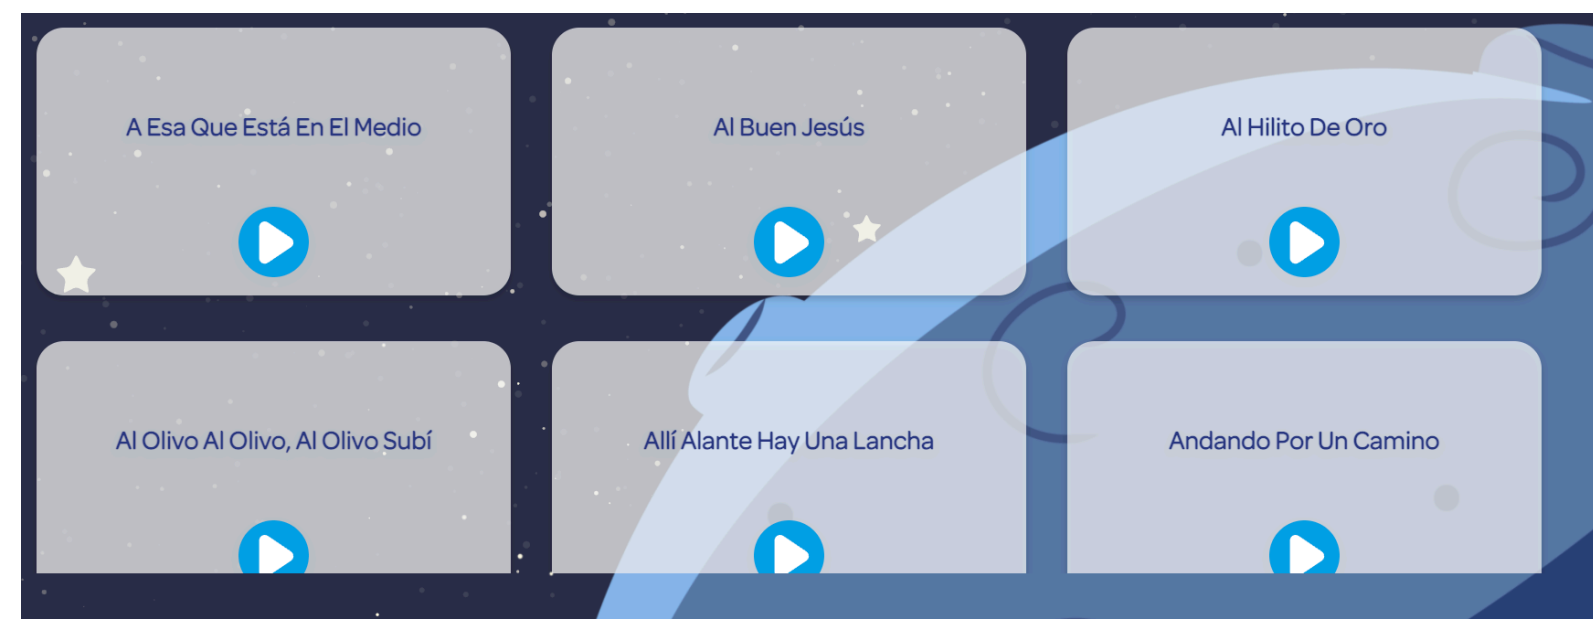 A Esa Que Está En El Medio
Al Buen Jesús
Al Hilito De Oro
Al Olivo Al Olivo, Al Olivo Subí
Allí Alante Hay Una Lancha
Andando Por Un Camino